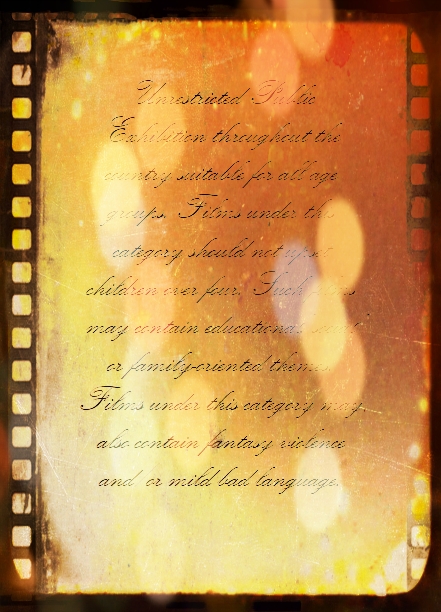 Unrestricted Public
Exhibition throughout the
country suitable for all age
groups. Films under this
category should not upset
children over four. Such films
may contain educational, social
or family-oriented themes.
Films under this category may
also contain fantasy violence
and or mild bad language.